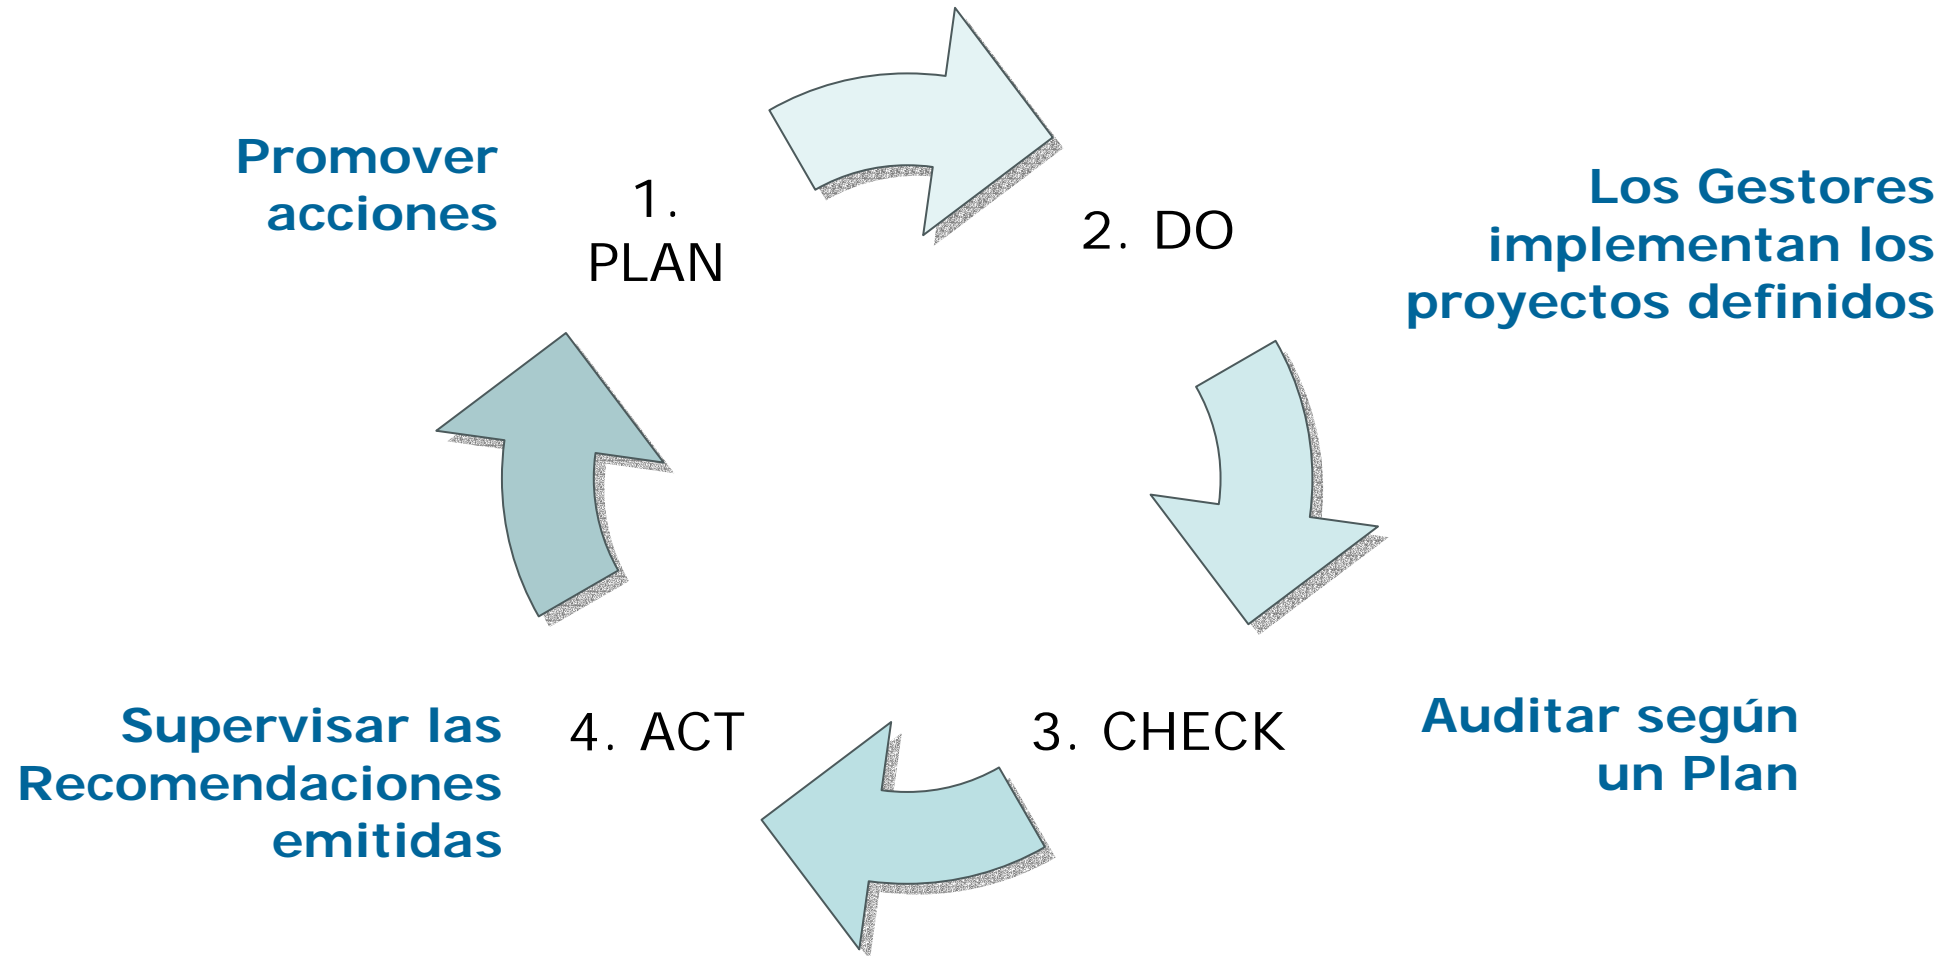 Promover
acciones
1.
PLAN
2. DO
Los Gestores
implementan los
proyectos definidos
Supervisar las
Recomendaciones
emitidas
4. ACT
3. CHECK
Auditar según
un Plan